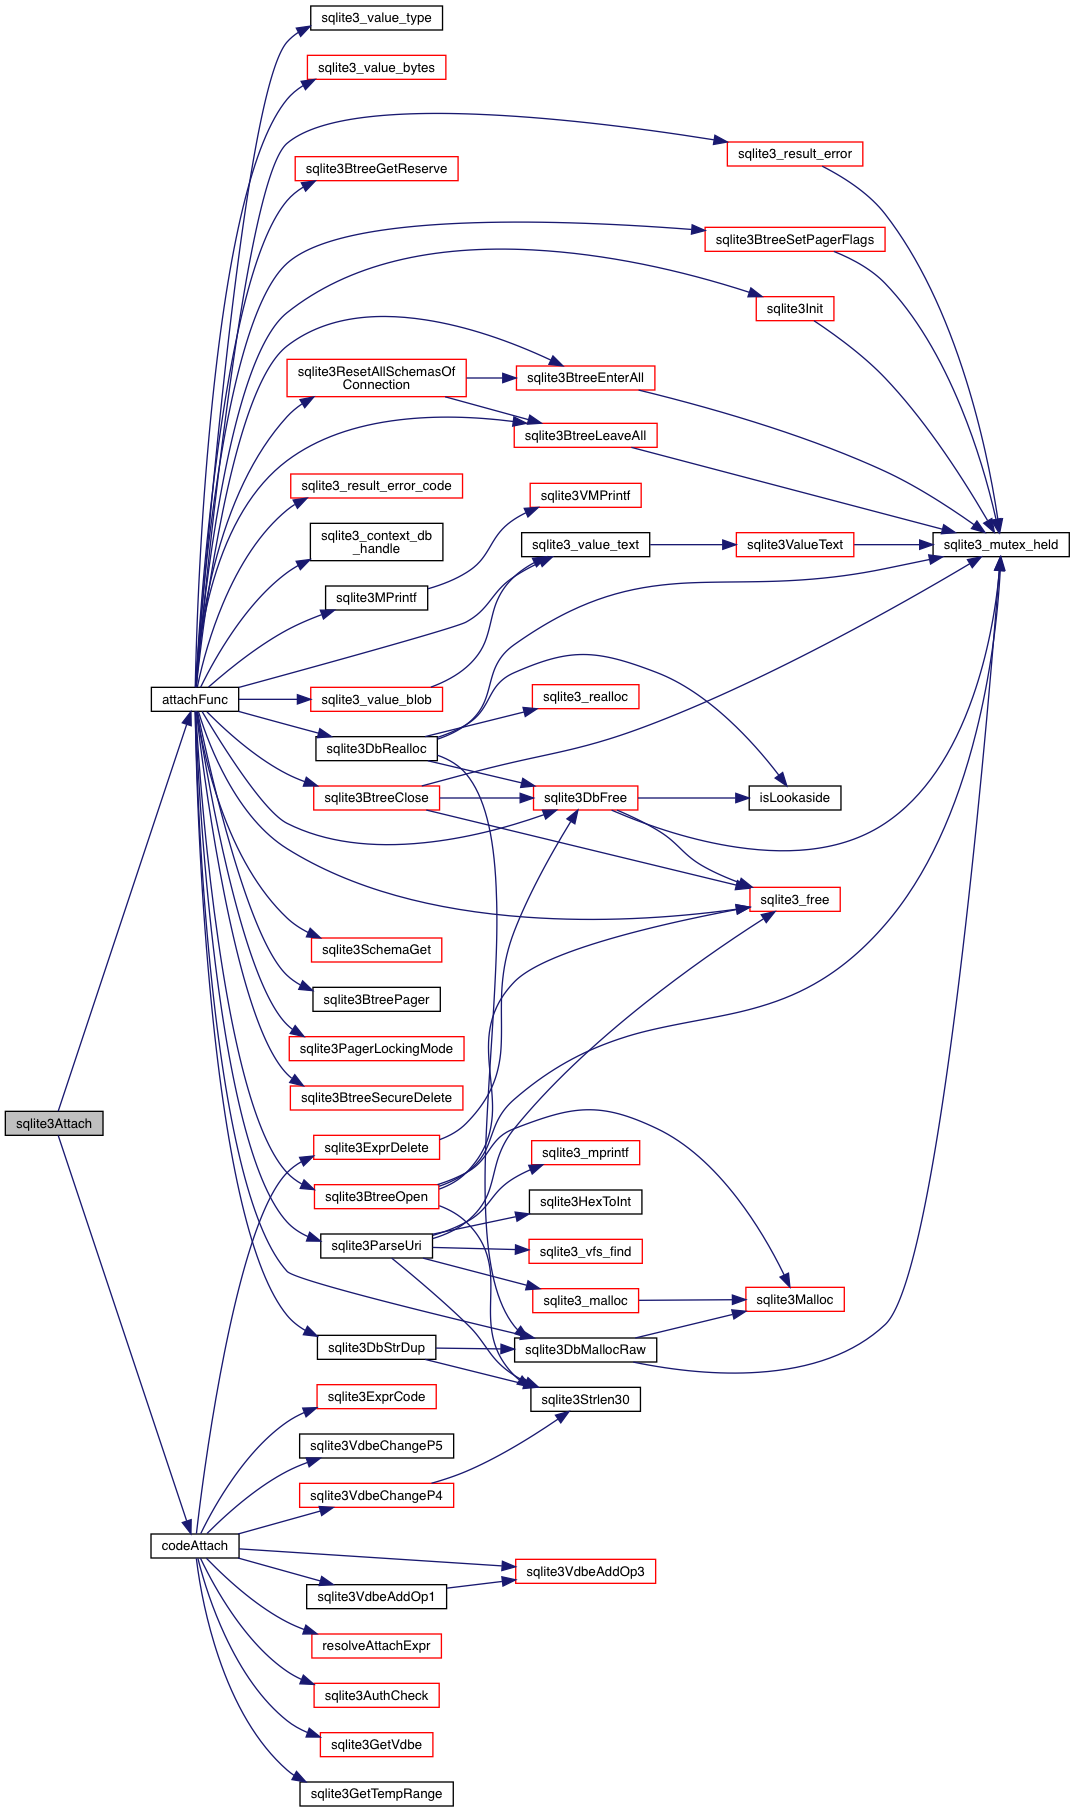 sqlite3_value_type
sqlite3_value_bytes
sqlite3_result_error
sqlite3BtreeGetReserve
sqlite3BtreeSetPagerFlags
sqlite3Init
sqlite3ResetAllSchemasOf
Connection
sqlite3BtreeEnterAll
sqlite3BtreeLeaveAll
sqlite3_result_error_code
sqlite3VMPrintf
sqlite3_context_db
_handle
sqlite3_value_text
sqlite3ValueText
sqlite3_mutex_held
sqlite3MPrintf
attachFunc
sqlite3_value_blob
sqlite3_realloc
sqlite3DbRealloc
sqlite3BtreeClose
sqlite3DbFree
isLookaside
sqlite3_free
sqlite3SchemaGet
sqlite3BtreePager
sqlite3PagerLockingMode
sqlite3BtreeSecureDelete
sqlite3Attach
sqlite3ExprDelete
sqlite3_mprintf
sqlite3BtreeOpen
sqlite3HexToInt
sqlite3ParseUri
sqlite3_vfs_find
sqlite3_malloc
sqlite3Malloc
sqlite3DbStrDup
sqlite3DbMallocRaw
sqlite3ExprCode
sqlite3Strlen30
sqlite3VdbeChangeP5
sqlite3VdbeChangeP4
codeAttach
sqlite3VdbeAddOp3
sqlite3VdbeAddOp1
resolveAttachExpr
sqlite3AuthCheck
sqlite3GetVdbe
sqlite3GetTempRange